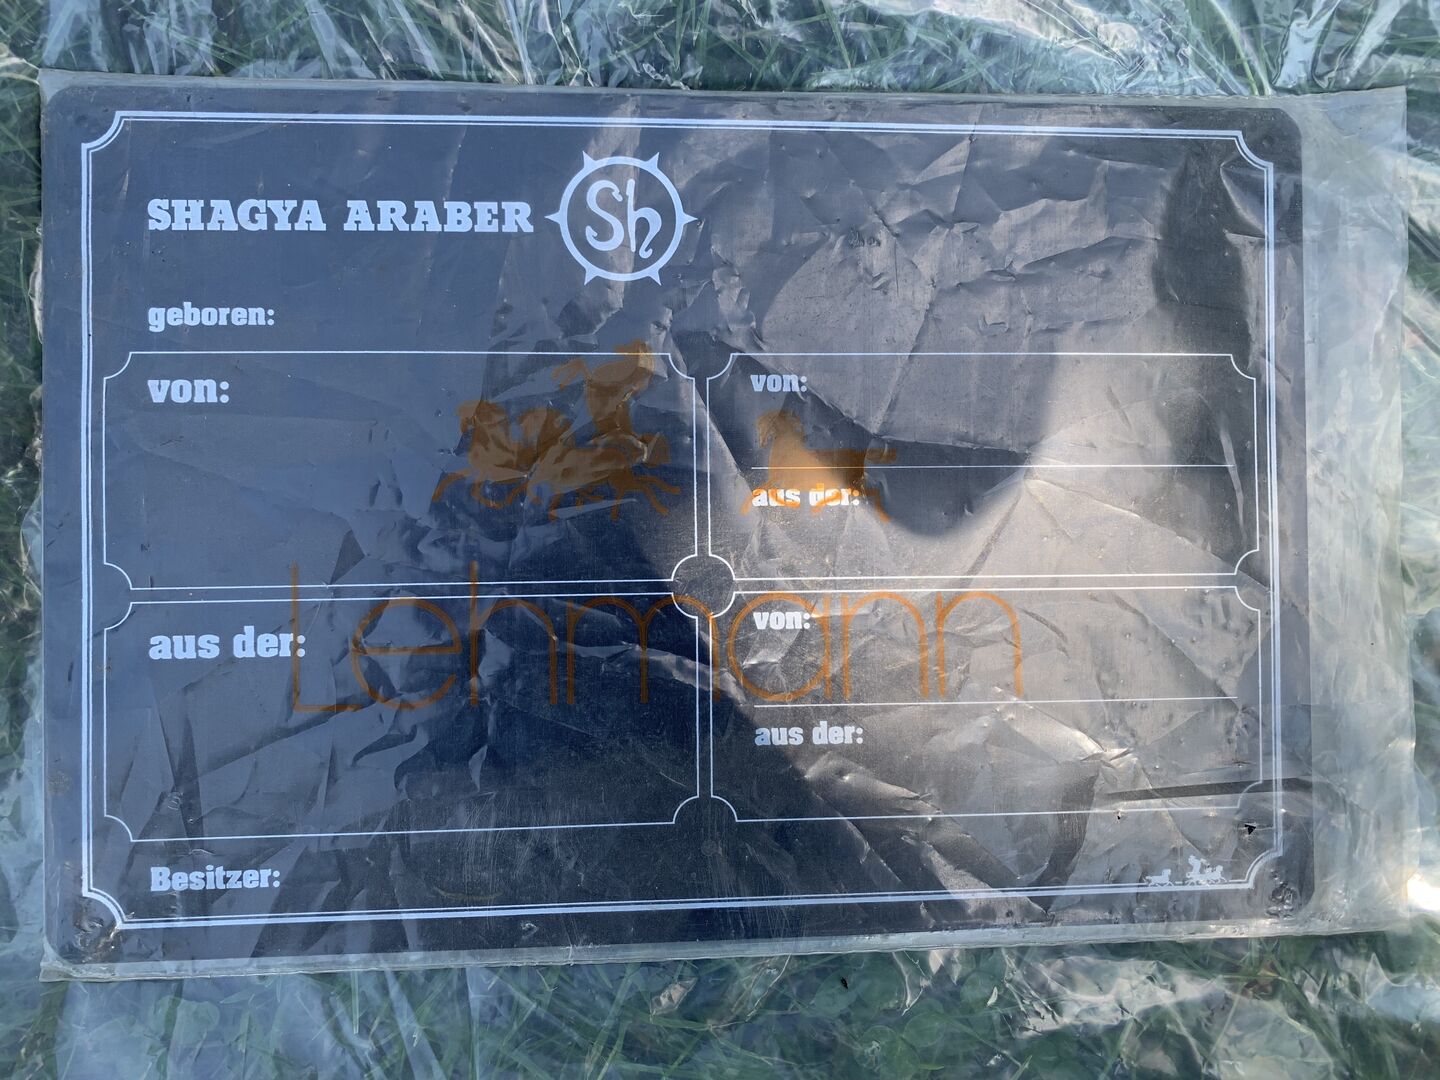 SHAGYA ARABER Sh
geboren:
von:
aus der:
von:
aus der:
von:
aus der:
Besitzer:
Lehmann